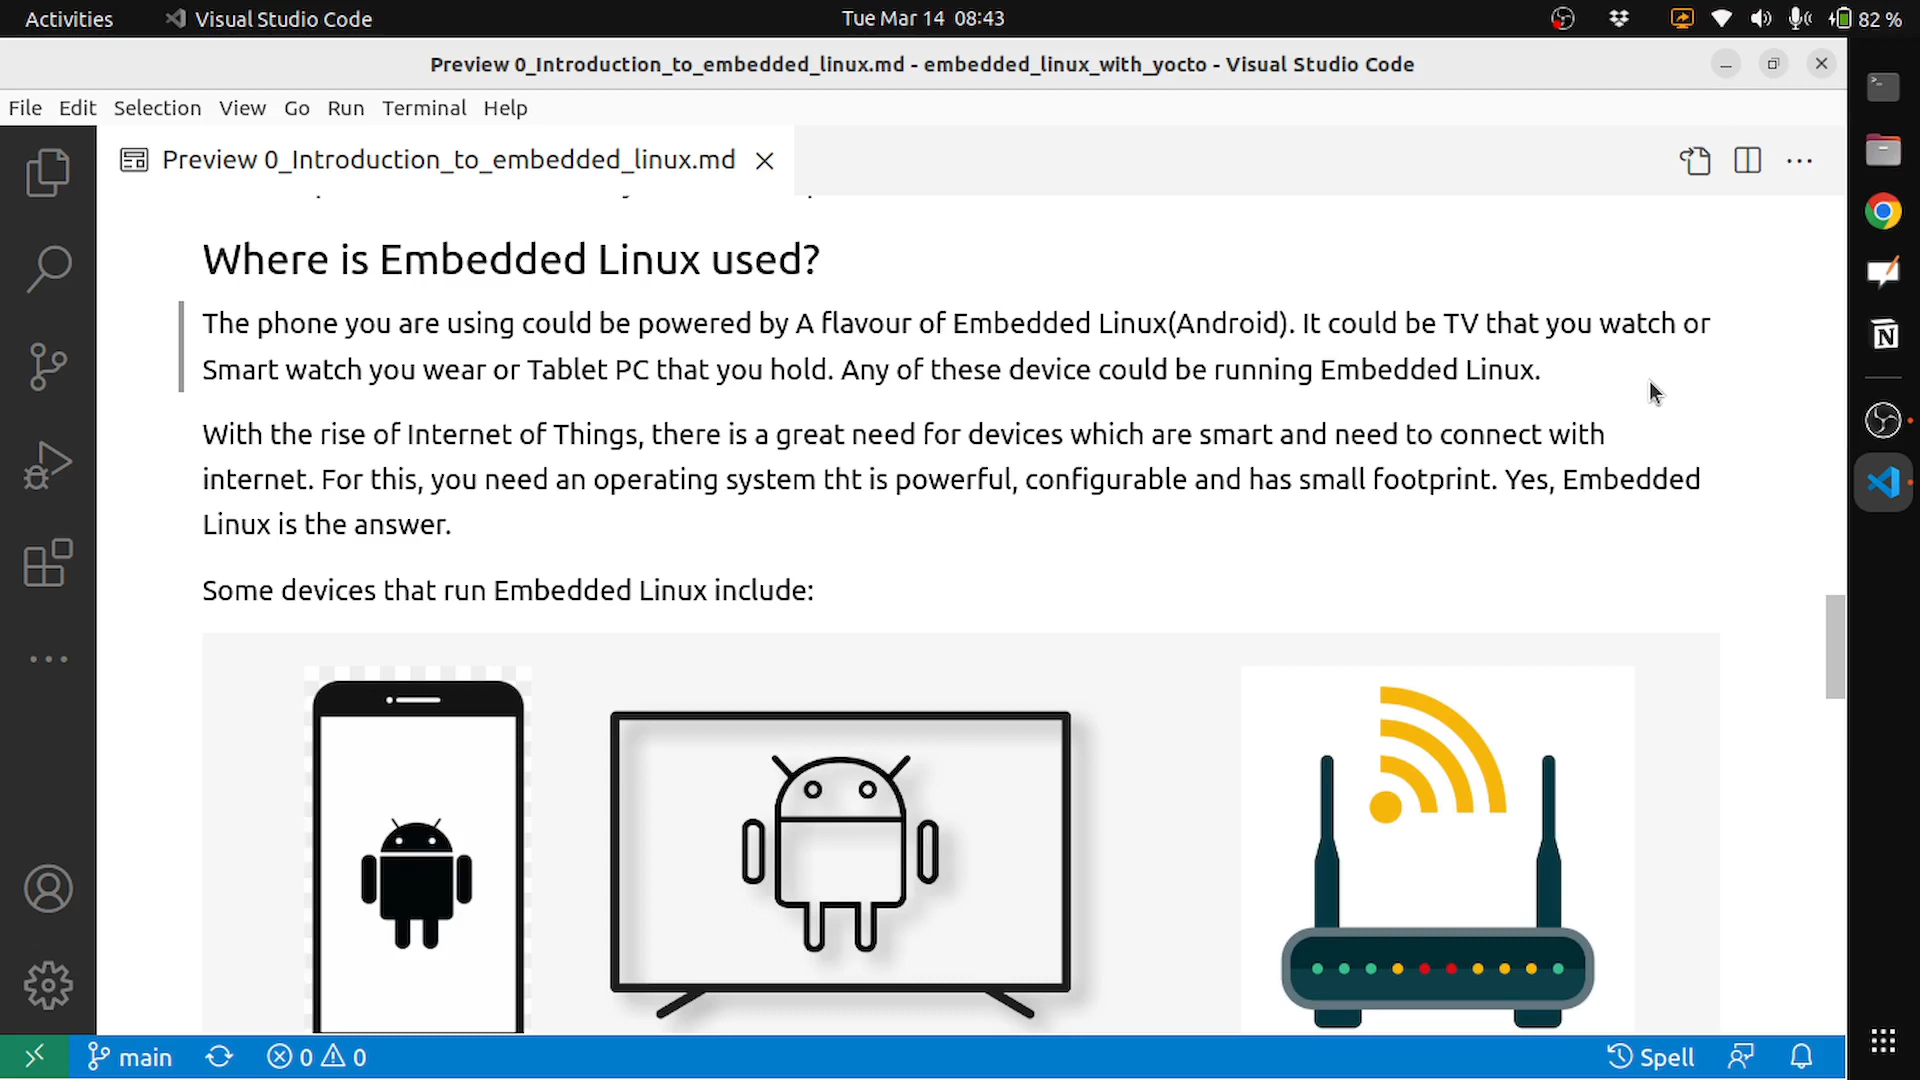 Activities Visual Studio Code Tue Mar 14 08:43 82 %
Preview 0_Introduction_to_embedded_linux.md - embedded_linux_with_yocto - Visual Studio Code
File Edit Selection View Go Run Terminal Help
Preview 0_Introduction_to_embedded_linux.md
Where is Embedded Linux used?
The phone you are using could be powered by A flavour of Embedded Linux(Android). It could be TV that you watch or
Smart watch you wear or Tablet PC that you hold. Any of these device could be running Embedded Linux.
With the rise of Internet of Things, there is a great need for devices which are smart and need to connect with
internet. For this, you need an operating system tht is powerful, configurable and has small footprint. Yes, Embedded
Linux is the answer.
Some devices that run Embedded Linux include:
main 0 0 Spell